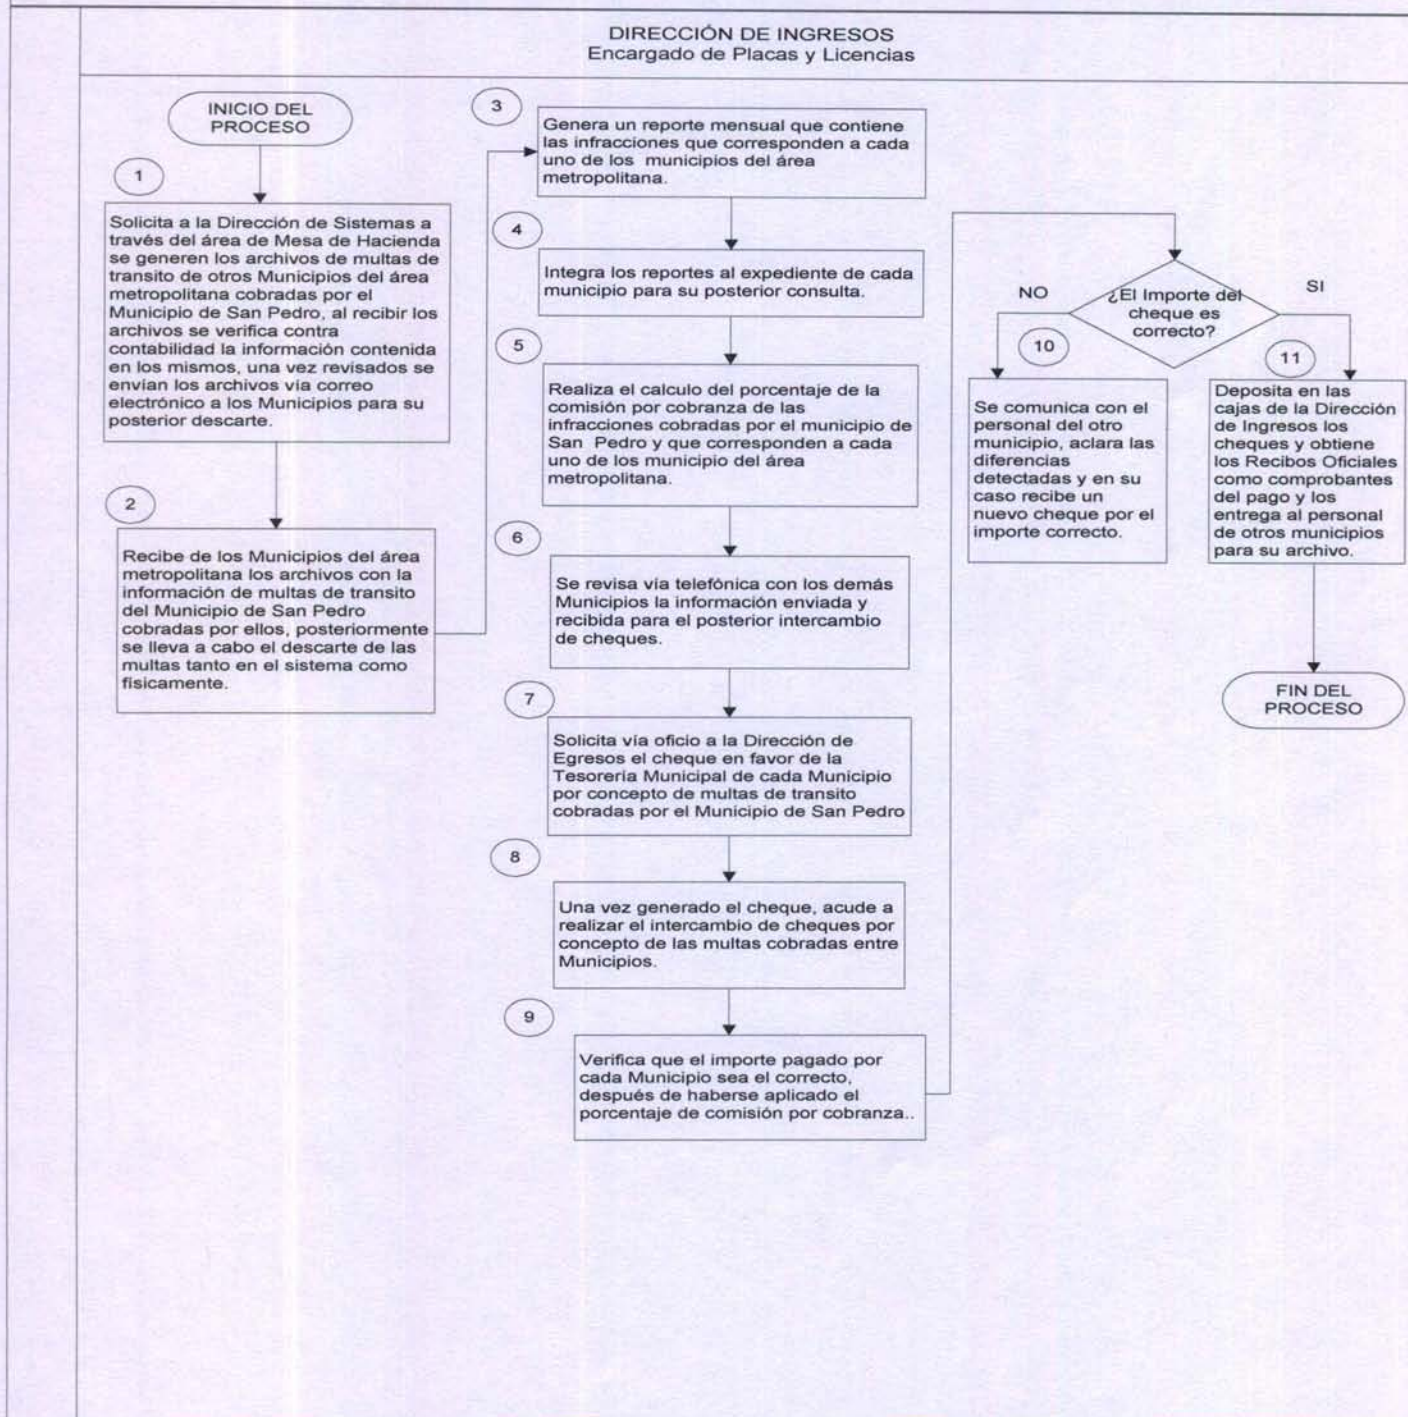 DIRECCIÓN DE INGRESOS
Encargado de Placas y Licencias
INICIO DEL
PROCESO
1
Solicita a la Dirección de Sistemas a
través del área de Mesa de Hacienda
se generen los archivos de multas de
transito de otros Municipios del área
metropolitana cobradas por el
Municipio de San Pedro, al recibir los
archivos se verifica contra
contabilidad la información contenida
en los mismos, una vez revisados se
envían los archivos vía correo
electrónico a los Municipios para su
posterior descarte.
2
Recibe de los Municipios del área
metropolitana los archivos con la
información de multas de transito
del Municipio de San Pedro
cobradas por ellos, posteriormente
se lleva a cabo el descarte de las
multas tanto en el sistema como
fisicamente.
3
Genera un reporte mensual que contiene
las infracciones que corresponden a cada
uno de los municipios del área
metropolitana.
4
Integra los reportes al expediente de cada
municipio para su posterior consulta.
5
Realiza el calculo del porcentaje de la
comisión por cobranza de las
infracciones cobradas por el municipio de
San Pedro y que corresponden a cada
uno de los municipio del área
metropolitana.
6
Se revisa vía telefónica con los demás
Municipios la información enviada y
recibida para el posterior intercambio
de cheques.
7
Solicita vía oficio a la Dirección de
Egresos el cheque en favor de la
Tesorería Municipal de cada Municipio
por concepto de multas de transito
cobradas por el Municipio de San Pedro
8
Una vez generado el cheque, acude a
realizar el intercambio de cheques por
concepto de las multas cobradas entre
Municipios.
9
Verifica que el importe pagado por
cada Municipio sea el correcto,
después de haberse aplicado el
porcentaje de comisión por cobranza..
¿El Importe del
cheque es
correcto?
NO
SI
10
Se comunica con el
personal del otro
municipio, aclara las
diferencias
detectadas y en su
caso recibe un
nuevo cheque por el
importe correcto.
11
Deposita en las
cajas de la Dirección
de Ingresos los
cheques y obtiene
los Recibos Oficiales
como comprobantes
del pago y los
entrega al personal
de otros municipios
para su archivo.
FIN DEL
PROCESO